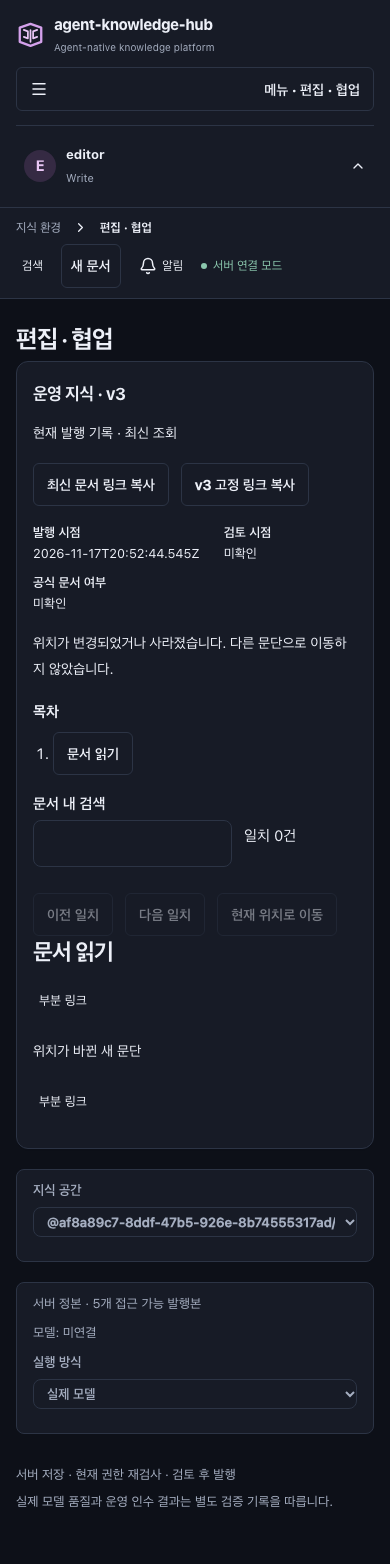 agent-knowledge-hub
Agent-native knowledge platform
메뉴 · 편집 · 협업
E
editor
Write
지식 환경 > 편집 · 협업
검색 새 문서 알림 서버 연결 모드
편집 · 협업
운영 지식 · v3
현재 발행 기록 · 최신 조회
최신 문서 링크 복사 v3 고정 링크 복사
발행 시점 검토 시점
2026-11-17T20:52:44.545Z 미확인
공식 문서 여부
미확인
위치가 변경되었거나 사라졌습니다. 다른 문단으로 이동하
지 않았습니다.
목차
1. 문서 읽기
문서 내 검색
일치 0건
이전 일치 다음 일치 현재 위치로 이동
문서 읽기
부분 링크
위치가 바뀐 새 문단
부분 링크
지식 공간
@af8a89c7-8ddf-47b5-926e-8b74555317ad/
서버 정본 · 5개 접근 가능 발행본
모델: 미연결
실행 방식
실제 모델
서버 저장 · 현재 권한 재검사 · 검토 후 발행
실제 모델 품질과 운영 인수 결과는 별도 검증 기록을 따릅니다.